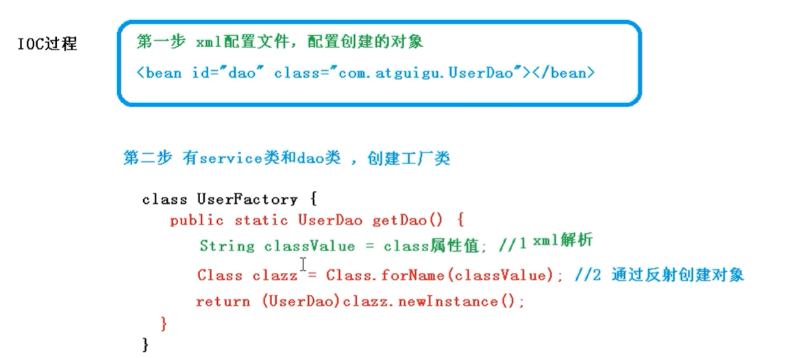 IOC过程
第一步 xml配置文件，配置创建的对象
<bean id="dao" class="com.atguigu.UserDao"></bean>
第二步 有service类和dao类 ，创建工厂类
class UserFactory {
public static UserDao getDao() {
String classValue = class属性值; //1 xml解析
Class clazz = Class.forName(classValue); //2 通过反射创建对象
return (UserDao)clazz.newInstance();
}
}